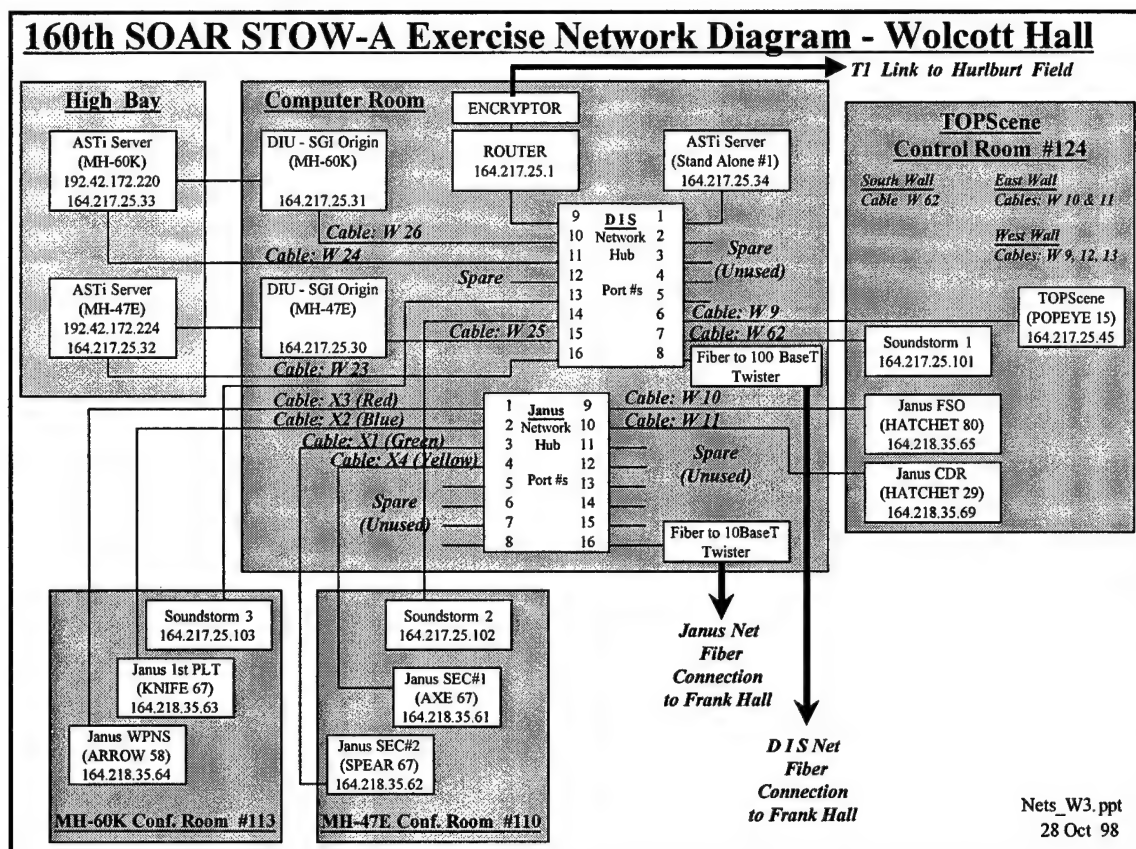 160th SOAR STOW-A Exercise Network Diagram - Wolcott Hall
T1 Link to Hurlburt Field
High Bay
ASTi Server
(MH-60K)
192.42.172.220
164.217.25.33
ASTi Server
(MH-47E)
192.42.172.224
164.217.25.32
Computer Room
ENCRYPTOR
DIU - SGI Origin
(MH-60K)
164.217.25.31
ROUTER
164.217.25.1
ASTi Server
(Stand Alone #1)
164.217.25.34
DIU - SGI Origin
(MH-47E)
164.217.25.30
Cable: W 26
Cable: W 24
Spare
Cable: W 25
Cable: W 23
9 DIS 1
10 Network 2
11 Hub 3
12 4
13 Port #s 5
14 6
15 7
16 8
Spare
(Unused)
Cable: W 9
Cable: W 62
Fiber to 100 BaseT
Twister
Cable: X3 (Red)
Cable: X2 (Blue)
Cable: X1 (Green)
Cable: X4 (Yellow)
Spare
(Unused)
1 Janus 9
2 Network 10
3 Hub 11
4 12
5 Port #s 13
6 14
7 15
8 16
Cable: W 10
Cable: W 11
Spare
(Unused)
Fiber to 10BaseT
Twister
TOPScene
Control Room #124
South Wall
Cable W 62
East Wall
Cables: W 10 & 11
West Wall
Cables: W 9, 12, 13
TOPScene
(POPEYE 15)
164.217.25.45
Soundstorm 1
164.217.25.101
Janus FSO
(HATCHET 80)
164.218.35.65
Janus CDR
(HATCHET 29)
164.218.35.69
Soundstorm 3
164.217.25.103
Janus 1st PLT
(KNIFE 67)
164.218.35.63
Janus WPNS
(ARROW 58)
164.218.35.64
MH-60K Conf. Room #113
Soundstorm 2
164.217.25.102
Janus SEC#1
(AXE 67)
164.218.35.61
Janus SEC#2
(SPEAR 67)
164.218.35.62
MH-47E Conf. Room #110
Janus Net
Fiber
Connection
to Frank Hall
D I S Net
Fiber
Connection
to Frank Hall
Nets_W3.ppt
28 Oct 98